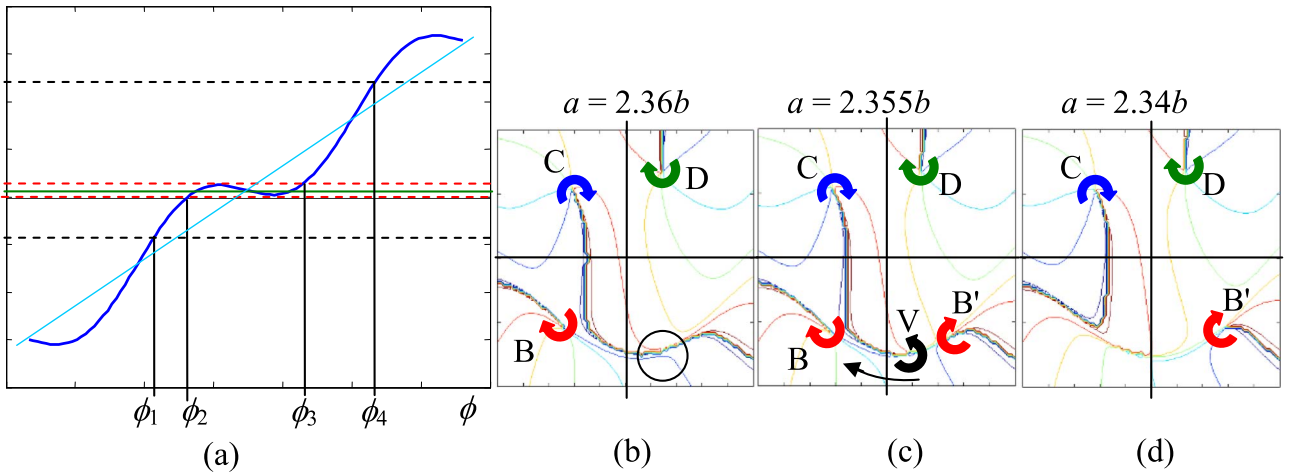 a = 2.36b
a = 2.355b
a = 2.34b
C
D
B
C
D
B
V
B'
C
D
B'
ϕ1
ϕ2
ϕ3
ϕ4
ϕ
(a)
(b)
(c)
(d)